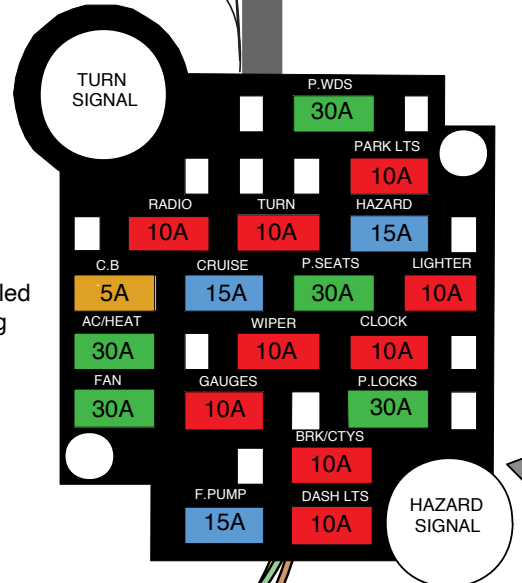 TURN
SIGNAL
P.WDS
30A
PARK LTS
10A
RADIO TURN HAZARD
10A 10A 15A
led
g
C.B CRUISE P.SEATS LIGHTER
5A 15A 30A 10A
AC/HEAT WIPER CLOCK
30A 10A 10A
FAN GAUGES P.LOCKS
30A 10A 30A
BRK/CTYS
10A
F.PUMP DASH LTS
15A 10A
HAZARD
SIGNAL